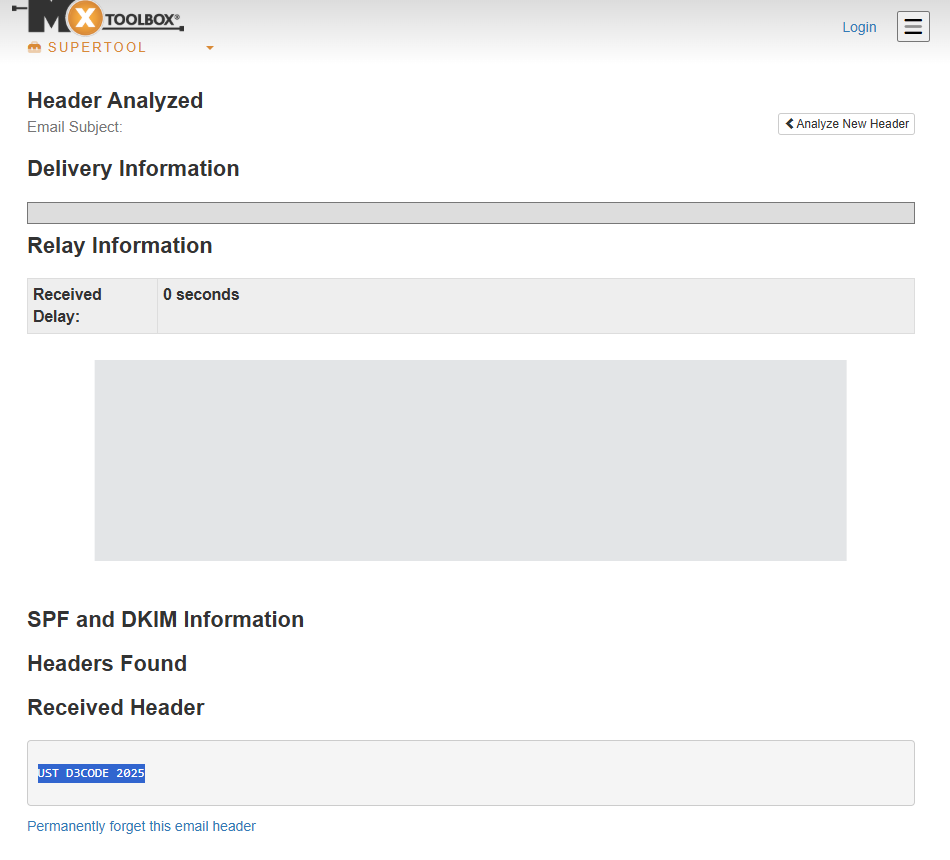 MX TOOLBOX®
SUPERTOOL
Login
Header Analyzed
Email Subject:
Analyze New Header
Delivery Information
Relay Information
Received Delay:
0 seconds
SPF and DKIM Information
Headers Found
Received Header
UST D3CODE 2025
Permanently forget this email header